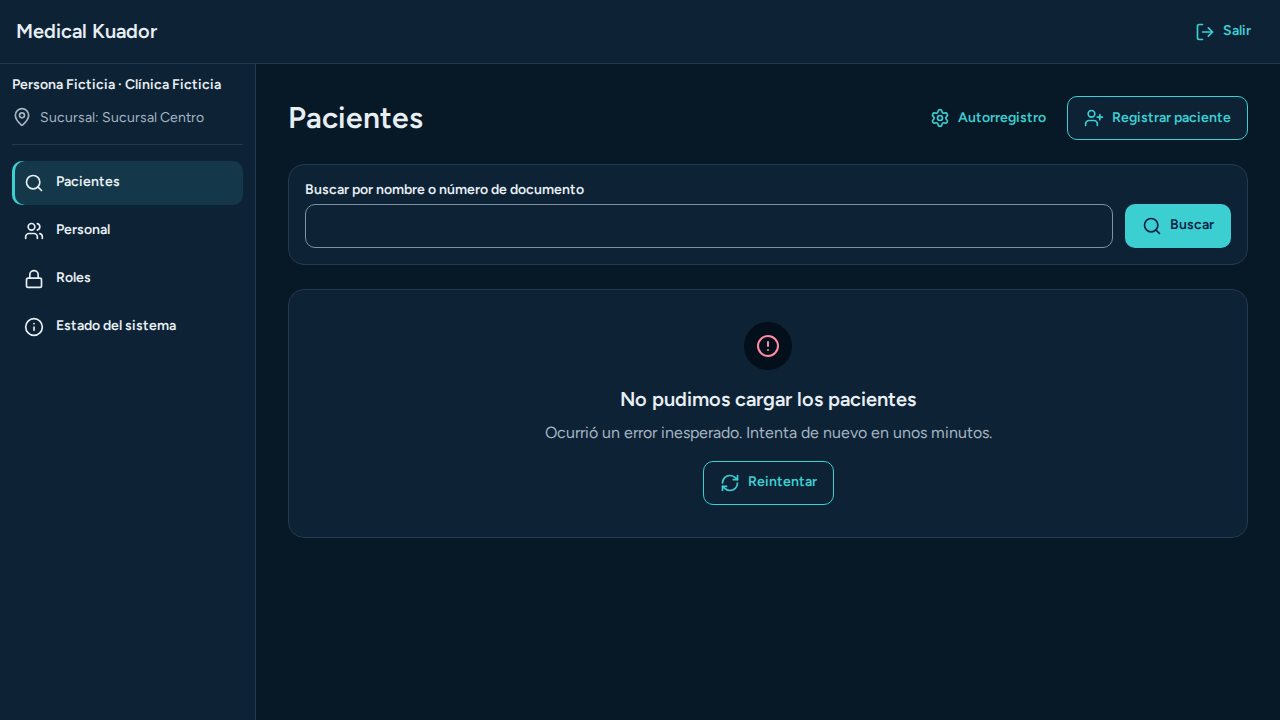 Medical Kuador
Salir
Persona Ficticia · Clínica Ficticia
Sucursal: Sucursal Centro
Pacientes
Personal
Roles
Estado del sistema
Pacientes
Autorregistro
Registrar paciente
Buscar por nombre o número de documento
Buscar
No pudimos cargar los pacientes
Ocurrió un error inesperado. Intenta de nuevo en unos minutos.
Reintentar